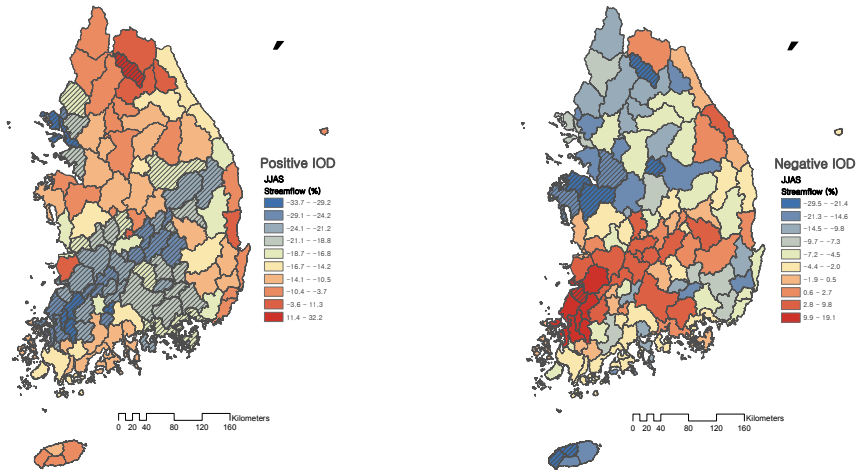 Positive IOD
JJAS
Streamflow (%)
-33.7 - -29.2
-29.1 - -24.2
-24.1 - -21.2
-21.1 - -18.8
-18.7 - -16.8
-16.7 - -14.2
-14.1 - -10.5
-10.4 - -3.7
-3.6 - 11.3
11.4 - 32.2
Kilometers
0 20 40 80 120 160
Negative IOD
JJAS
Streamflow (%)
-29.5 - -21.4
-21.3 - -14.6
-14.5 - -9.8
-9.7 - -7.3
-7.2 - -4.5
-4.4 - -2.0
-1.9 - 0.5
0.6 - 2.7
2.8 - 9.8
9.9 - 19.1
Kilometers
0 20 40 80 120 160